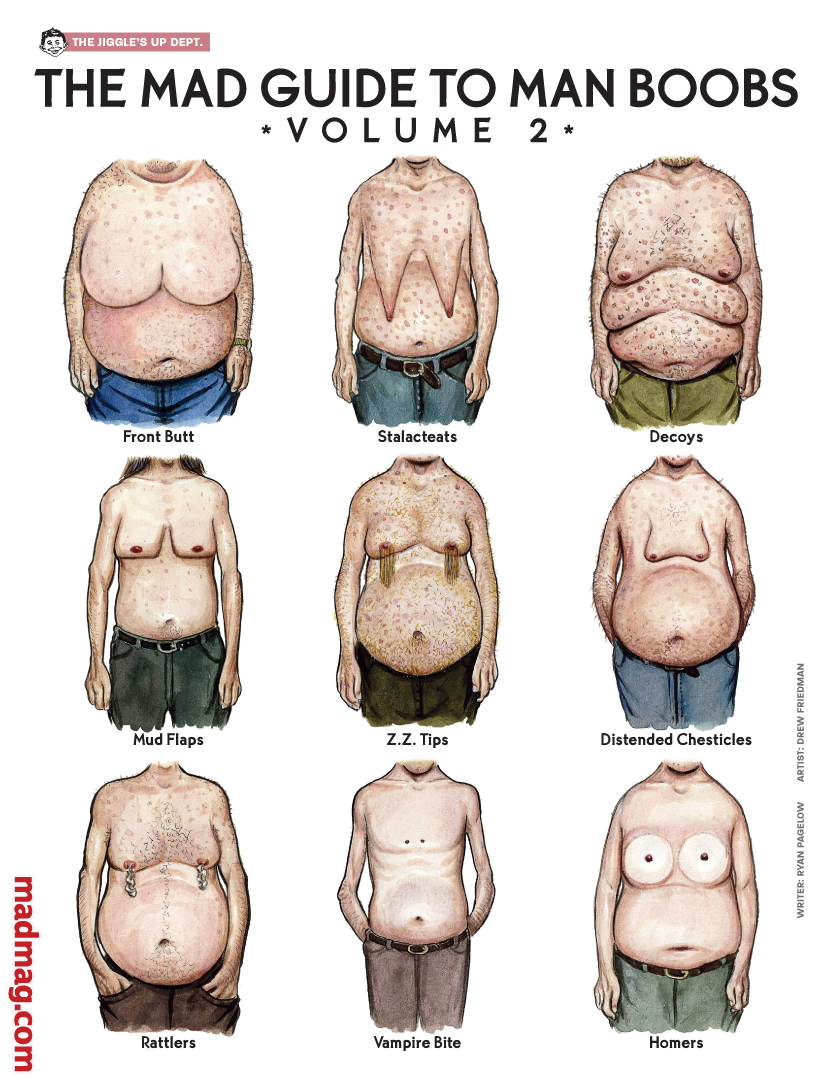 THE JIGGLE'S UP DEPT.
THE MAD GUIDE TO MAN BOOBS
* VOLUME 2 *
Front Butt
Stalacteats
Decoys
Mud Flaps
Z.Z. Tips
Distended Chesticles
Rattlers
Vampire Bite
Homers
madmag.com
WRITER: RYAN PAGELOW ARTIST: DREW FRIEDMAN